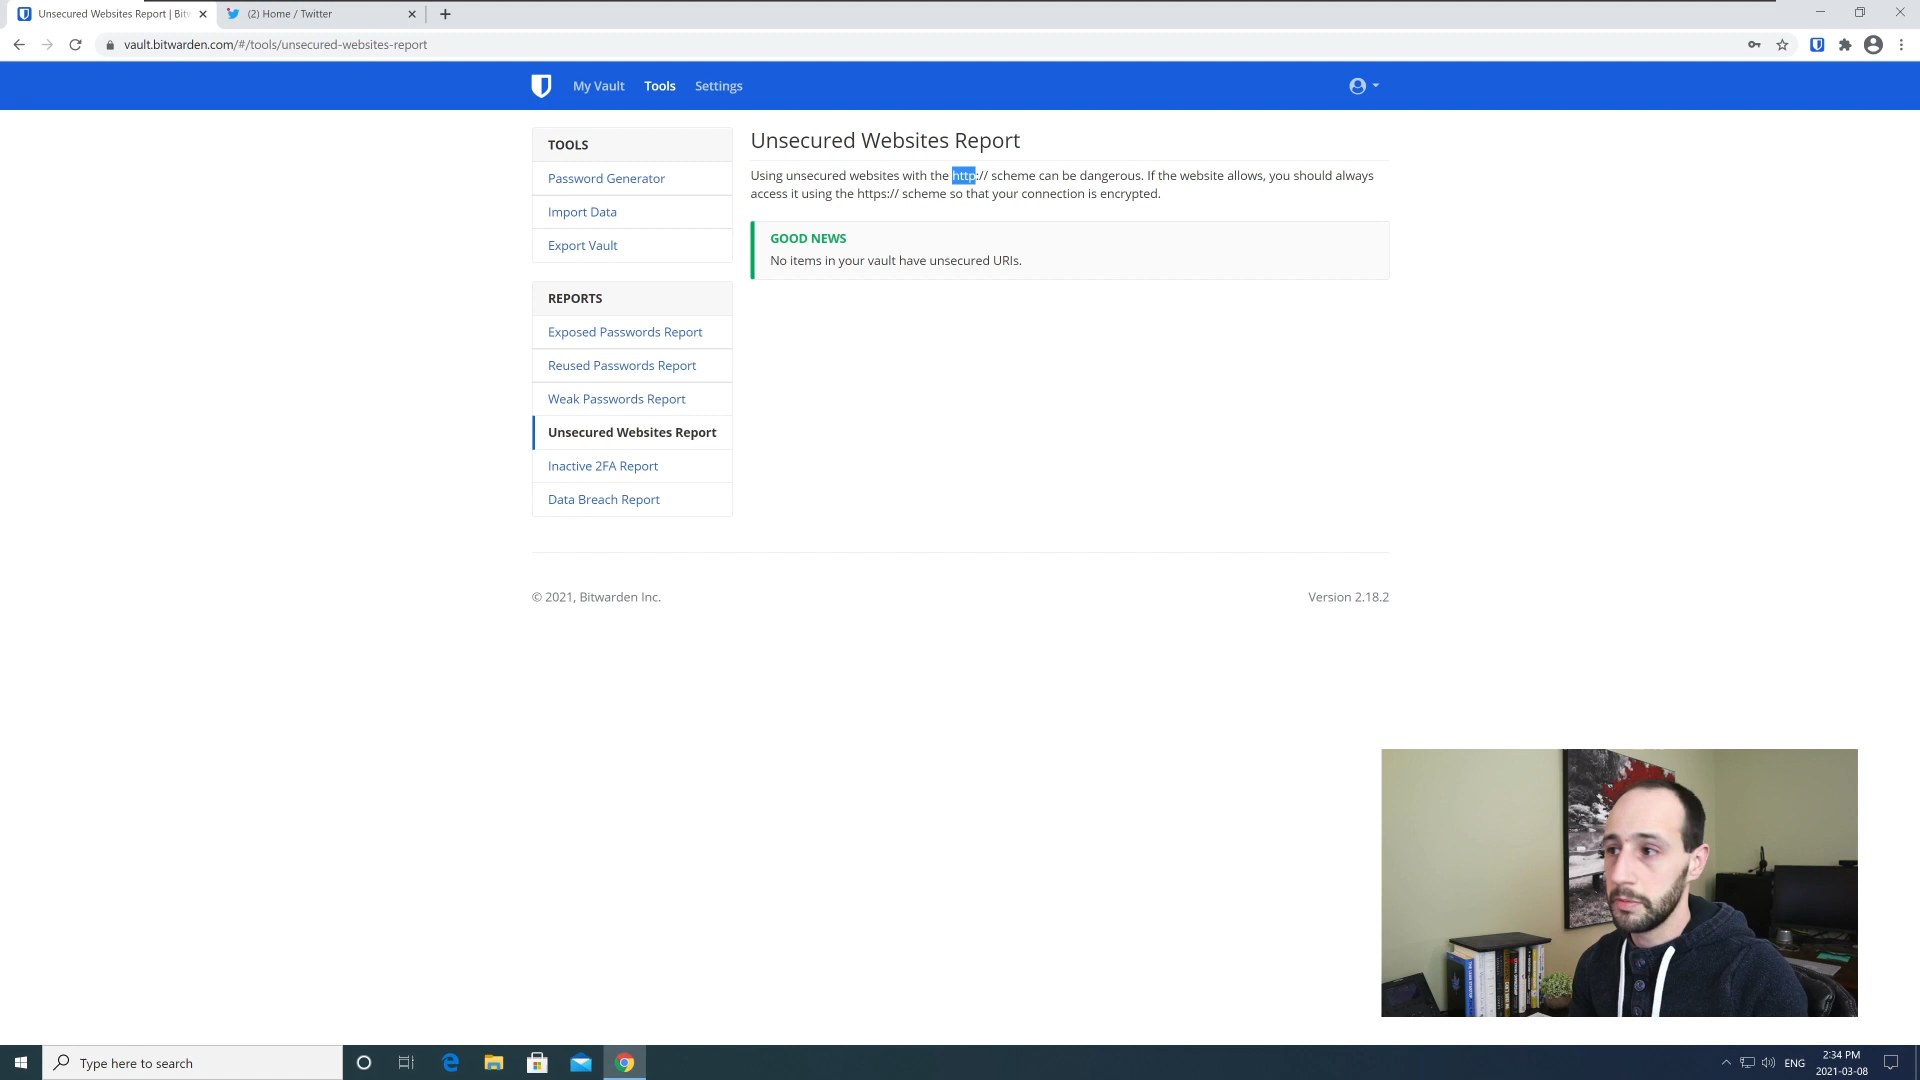 Unsecured Websites Report | Bit
(2) Home / Twitter
vault.bitwarden.com/#/tools/unsecured-websites-report
My Vault
Tools
Settings
TOOLS
Password Generator
Import Data
Export Vault
REPORTS
Exposed Passwords Report
Reused Passwords Report
Weak Passwords Report
Unsecured Websites Report
Inactive 2FA Report
Data Breach Report
Unsecured Websites Report
Using unsecured websites with the http:// scheme can be dangerous. If the website allows, you should always
access it using the https:// scheme so that your connection is encrypted.
GOOD NEWS
No items in your vault have unsecured URIs.
© 2021, Bitwarden Inc.
Version 2.18.2
Type here to search
ENG
2:34 PM
2021-03-08